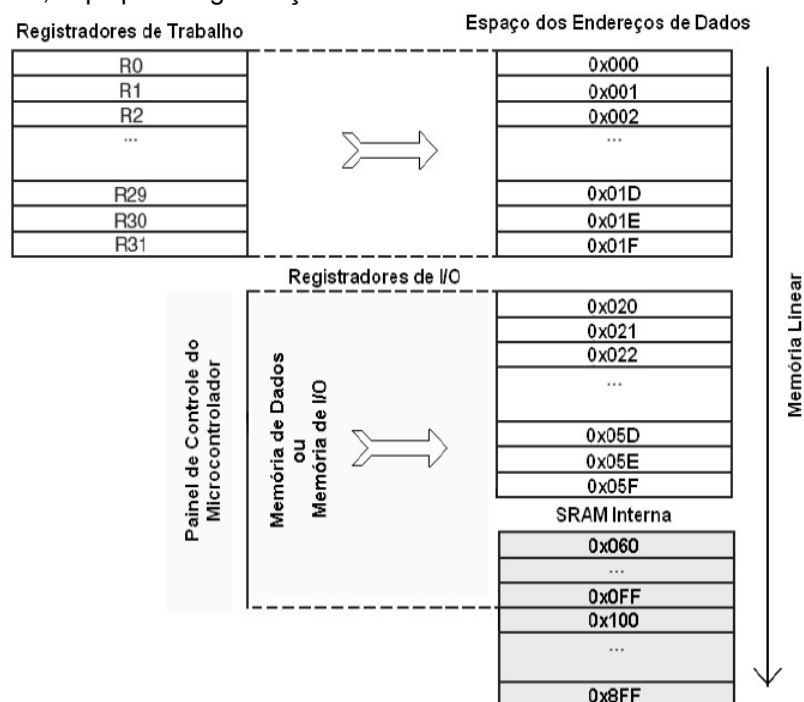 Registradores de Trabalho
Espaço dos Endereços de Dados
R0
R1
R2
...
R29
R30
R31
0x000
0x001
0x002
...
0x01D
0x01E
0x01F
Registradores de I/O
Painel de Controle do
Microcontrolador
Memória de Dados
ou
Memória de I/O
0x020
0x021
0x022
...
0x05D
0x05E
0x05F
SRAM Interna
0x060
...
0x0FF
0x100
...
0x8FF
Memória Linear